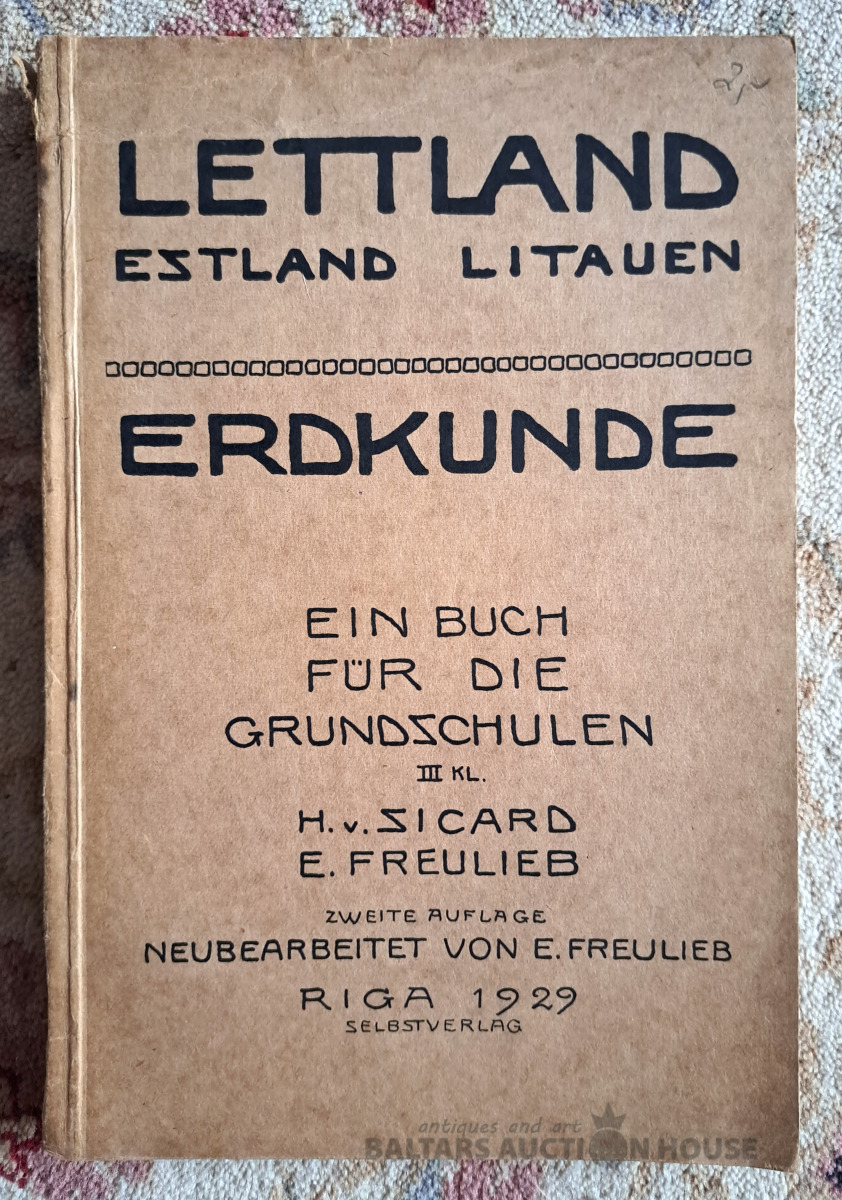 LETTLAND
ESTLAND LITAUEN
ERDKUNDE
EIN BUCH
FÜR DIE
GRUNDSCHULEN
III KL.
H. v. SICARD
E. FREULIEB
ZWEITE AUFLAGE
NEUBEARBEITET VON E. FREULIEB
RIGA 1929
SELBSTVERLAG
antiques and art
BALTARS AUCTION HOUSE